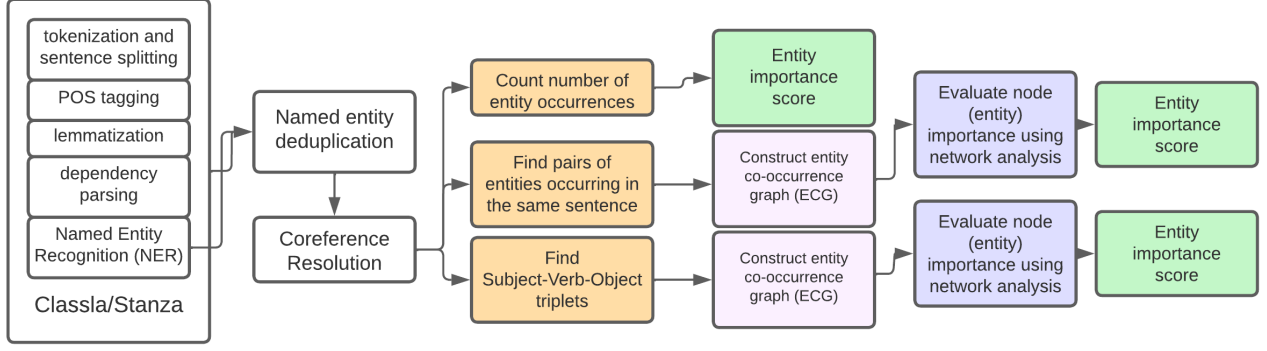 tokenization and
sentence splitting
POS tagging
lemmatization
dependency
parsing
Named Entity
Recognition (NER)
Classla/Stanza
Named entity
deduplication
Coreference
Resolution
Count number of
entity occurrences
Find pairs of
entities occurring in
the same sentence
Find
Subject-Verb-Object
triplets
Entity
importance
score
Construct entity
co-occurrence
graph (ECG)
Construct entity
co-occurrence
graph (ECG)
Evaluate node
(entity)
importance using
network analysis
Evaluate node
(entity)
importance using
network analysis
Entity
importance
score
Entity
importance
score